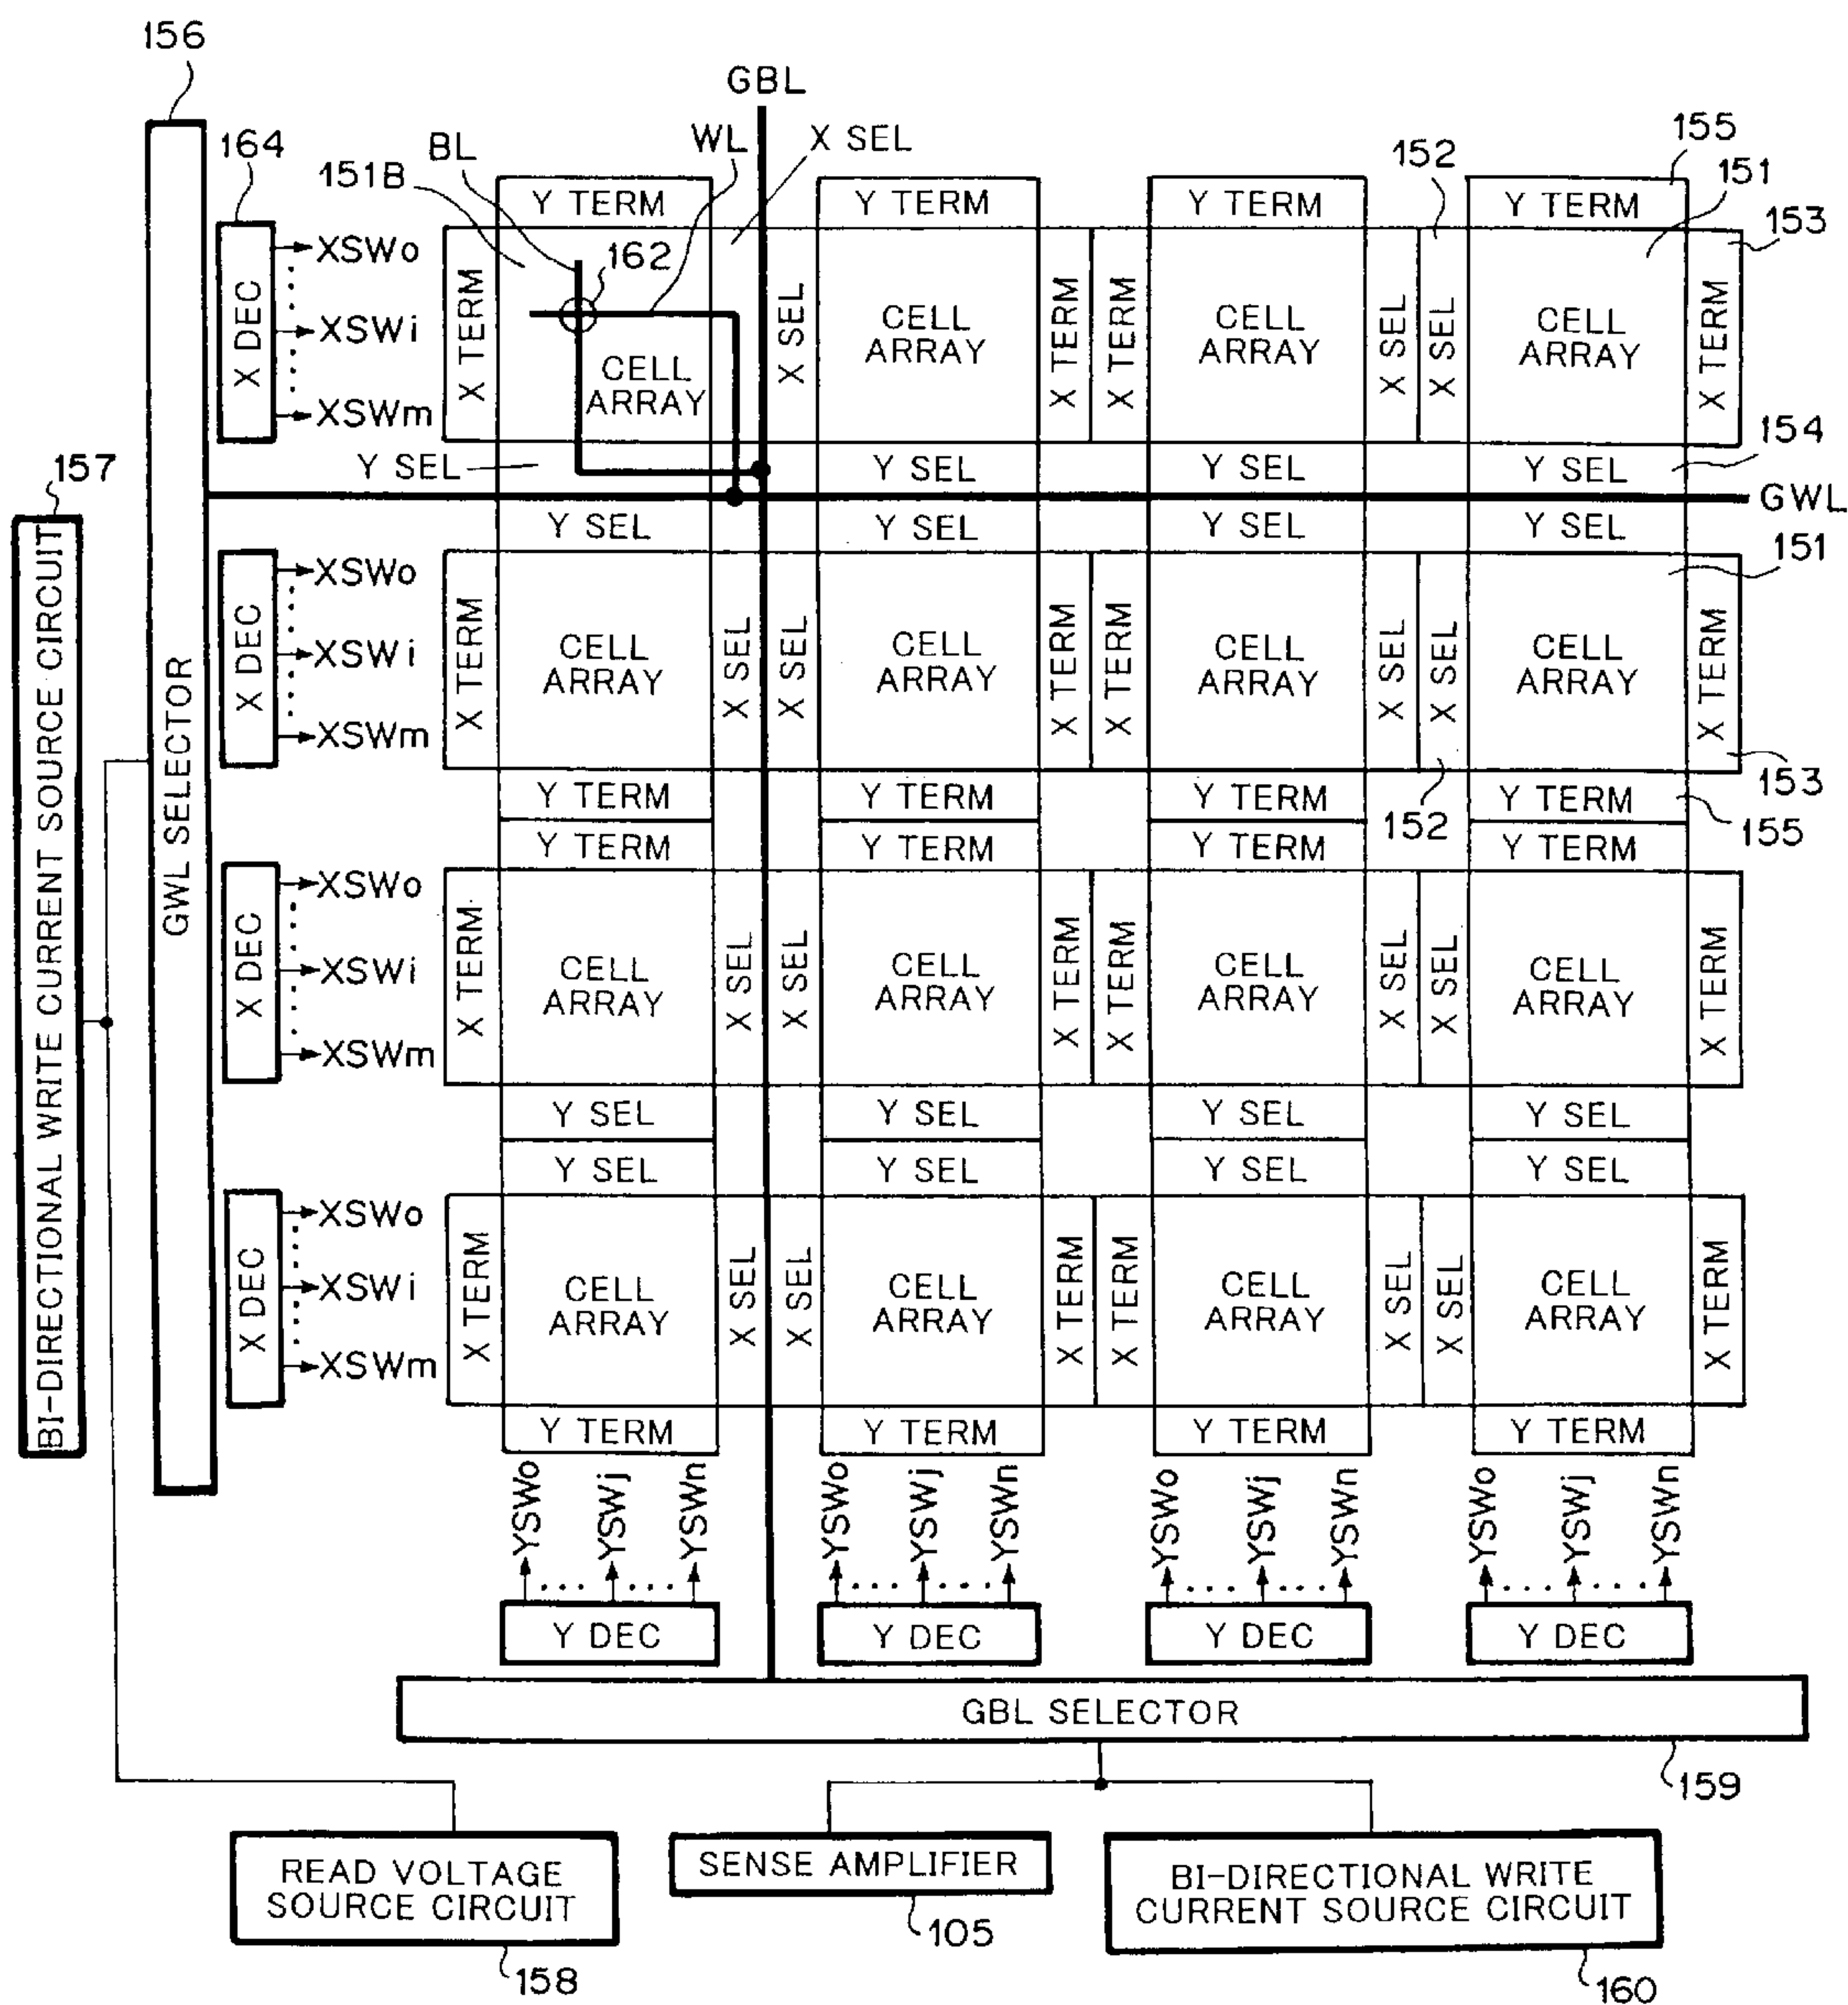 156
GBL
164
BL
WL
X SEL
155
151B
152
151
Y TERM
Y TERM
Y TERM
Y TERM
153
X DEC
XSWo
XSWi
XSWm
162
X TERM
CELL
ARRAY
X SEL
CELL
ARRAY
X TERM
X TERM
CELL
ARRAY
X SEL
X SEL
CELL
ARRAY
X TERM
154
157
Y SEL
Y SEL
Y SEL
Y SEL
GWL
Y SEL
Y SEL
Y SEL
Y SEL
151
BI-DIRECTIONAL WRITE CURRENT SOURCE CIRCUIT
GWL SELECTOR
X DEC
XSWo
XSWi
XSWm
X TERM
CELL
ARRAY
X SEL
X SEL
CELL
ARRAY
X TERM
X TERM
CELL
ARRAY
X SEL
X SEL
CELL
ARRAY
X TERM
153
Y TERM
Y TERM
Y TERM
152
Y TERM
155
Y TERM
Y TERM
Y TERM
Y TERM
X DEC
XSWo
XSWi
XSWm
X TERM
CELL
ARRAY
X SEL
X SEL
CELL
ARRAY
X TERM
X TERM
CELL
ARRAY
X SEL
X SEL
CELL
ARRAY
X TERM
Y SEL
Y SEL
Y SEL
Y SEL
Y SEL
Y SEL
Y SEL
Y SEL
X DEC
XSWo
XSWi
XSWm
X TERM
CELL
ARRAY
X SEL
X SEL
CELL
ARRAY
X TERM
X TERM
CELL
ARRAY
X SEL
X SEL
CELL
ARRAY
X TERM
Y TERM
Y TERM
Y TERM
Y TERM
YSWo
YSWj
YSWn
YSWo
YSWj
YSWn
YSWo
YSWj
YSWn
YSWo
YSWj
YSWn
Y DEC
Y DEC
Y DEC
Y DEC
GBL SELECTOR
159
READ VOLTAGE
SOURCE CIRCUIT
158
SENSE AMPLIFIER
105
BI-DIRECTIONAL WRITE
CURRENT SOURCE CIRCUIT
160